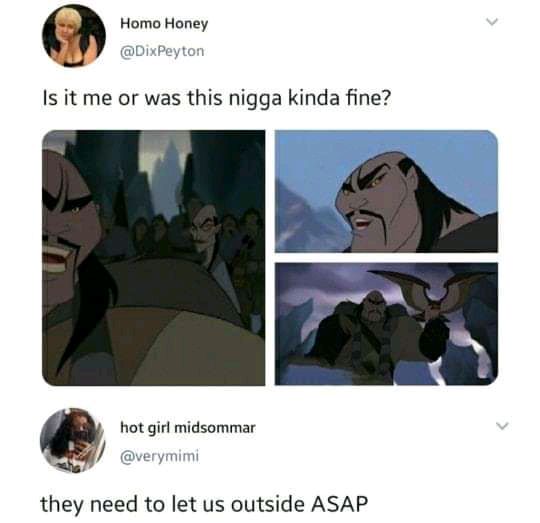 Homo Honey
@DixPeyton
Is it me or was this nigga kinda fine?
hot girl midsommar
@verymimi
they need to let us outside ASAP